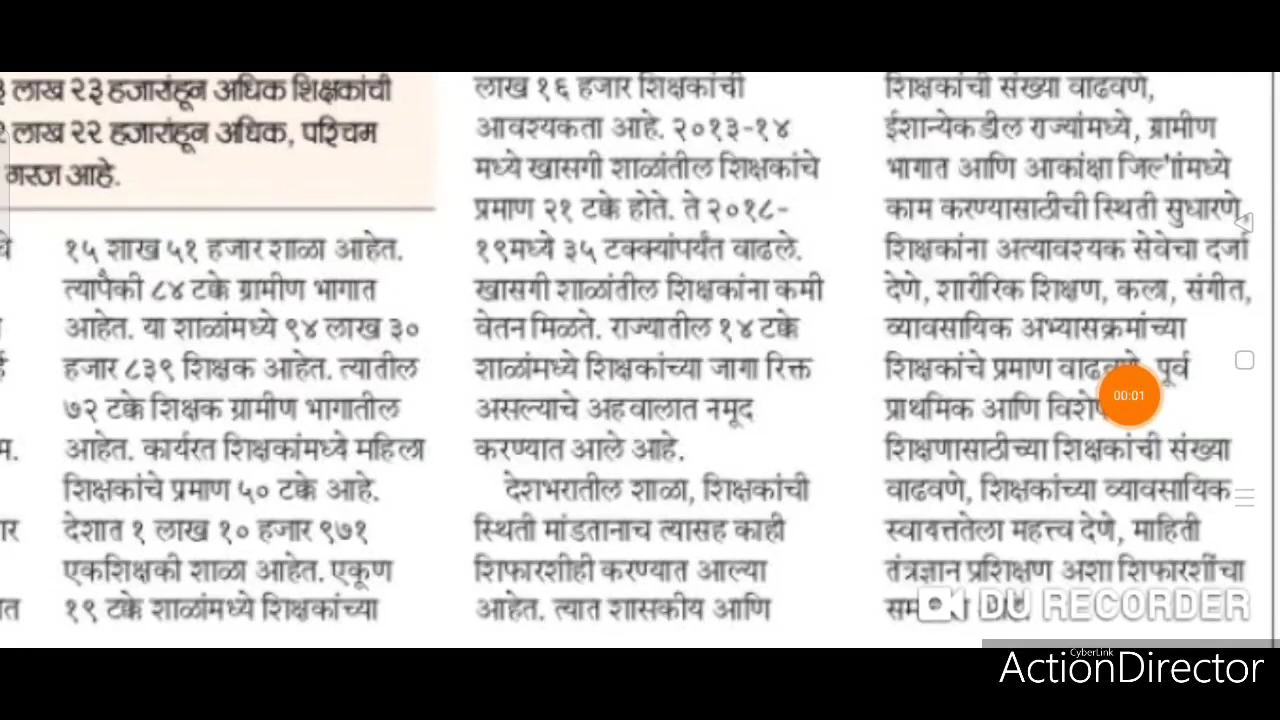 लाख २३ हजारांहून अधिक शिक्षकांची
लाख २२ हजारांहून अधिक, पश्चिम
गरज आहे.
१५ शाख ५१ हजार शाळा आहेत.
त्यापैकी ८४ टक्के ग्रामीण भागात
आहेत. या शाळांमध्ये ९४ लाख ३०
हजार ८३९ शिक्षक आहेत. त्यातील
७२ टक्के शिक्षक ग्रामीण भागातील
आहेत. कार्यरत शिक्षकांमध्ये महिला
शिक्षकांचे प्रमाण ५० टक्के आहे.
देशात १ लाख १० हजार ९७१
एकशिक्षकी शाळा आहेत. एकूण
१९ टक्के शाळांमध्ये शिक्षकांच्या
लाख १६ हजार शिक्षकांची
आवश्यकता आहे. २०१३-१४
मध्ये खासगी शाळांतील शिक्षकांचे
प्रमाण २१ टक्के होते. ते २०१८-
१९मध्ये ३५ टक्क्यांपर्यंत वाढले.
खासगी शाळांतील शिक्षकांना कमी
वेतन मिळते. राज्यातील १४ टक्के
शाळांमध्ये शिक्षकांच्या जागा रिक्त
असल्याचे अहवालात नमूद
करण्यात आले आहे.
देशभरातील शाळा, शिक्षकांची
स्थिती मांडतानाच त्यासह काही
शिफारशीही करण्यात आल्या
आहेत. त्यात शासकीय आणि
शिक्षकांची संख्या वाढवणे,
ईशान्येकडील राज्यांमध्ये, ग्रामीण
भागात आणि आकांक्षा जिल'ांमध्ये
काम करण्यासाठीची स्थिती सुधारणे,
शिक्षकांना अत्यावश्यक सेवेचा दर्जा
देणे, शारीरिक शिक्षण, कला, संगीत,
व्यावसायिक अभ्यासक्रमांच्या
शिक्षकांचे प्रमाण पूर्व
प्राथमिक आणि
शिक्षणासाठीच्या शिक्षकांची संख्या
वाढवणे, शिक्षकांच्या व्यावसायिक
स्वायत्ततेला महत्त्व देणे, माहिती
तंत्रज्ञान प्रशिक्षण अशा शिफारशींचा
00:01
DU RECORDER
CyberLink
ActionDirector